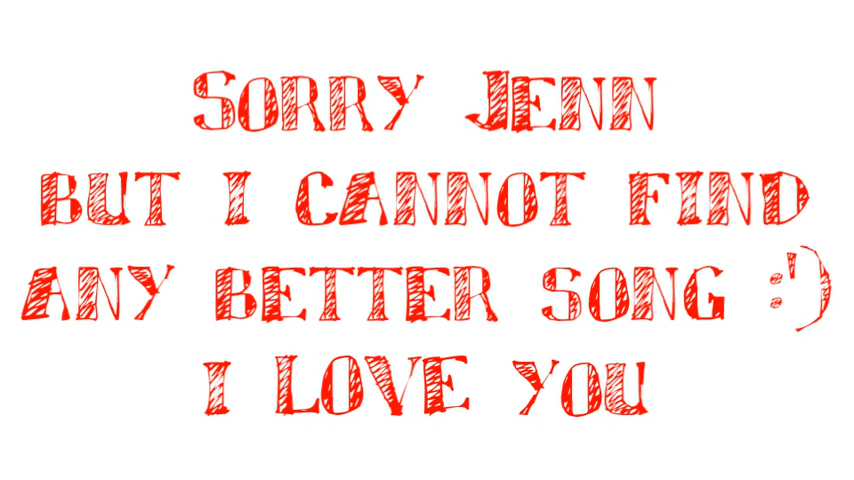 Sorry Jenn
but I cannot find
any better song :')
I Love you